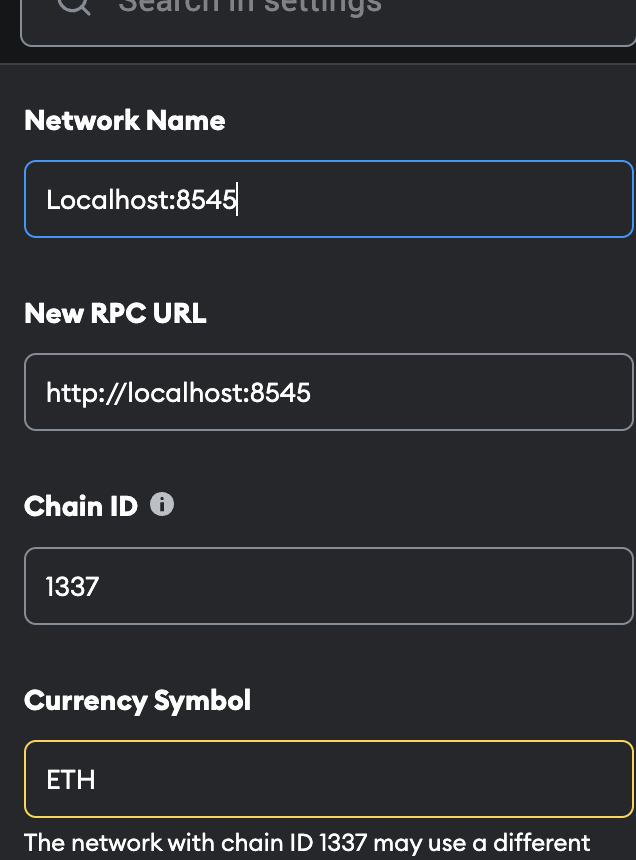 Search in settings
Network Name
Localhost:8545
New RPC URL
http://localhost:8545
Chain ID
1337
Currency Symbol
ETH
The network with chain ID 1337 may use a different